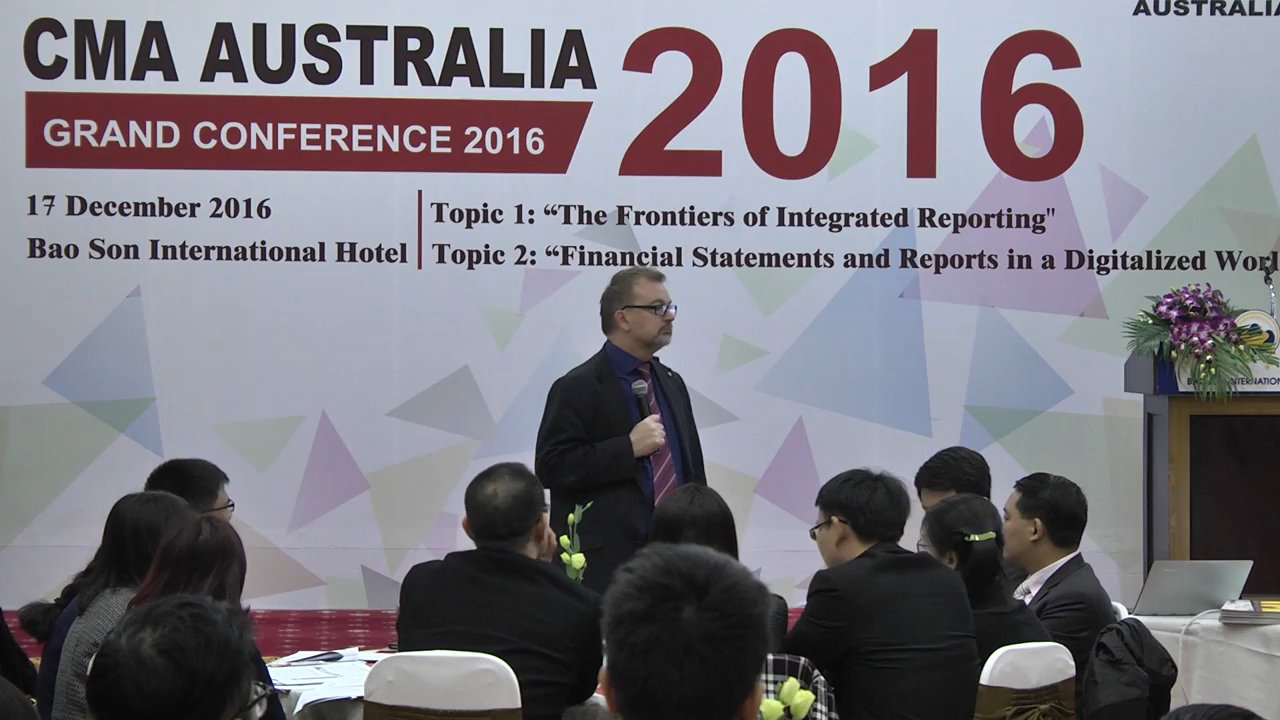 AUSTRALIA
CMA AUSTRALIA 2016
GRAND CONFERENCE 2016
17 December 2016
Bao Son International Hotel
Topic 1: “The Frontiers of Integrated Reporting"
Topic 2: “Financial Statements and Reports in a Digitalized Worl